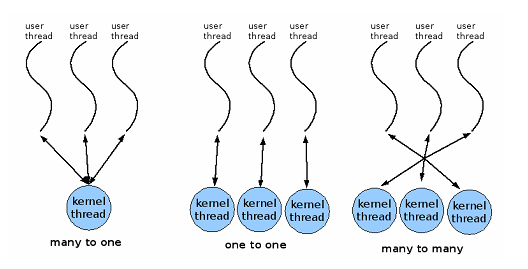 user
thread
user
thread
user
thread
kernel
thread
many to one
user
thread
user
thread
user
thread
kernel
thread
kernel
thread
kernel
thread
one to one
user
thread
user
thread
user
thread
kernel
thread
kernel
thread
kernel
thread
many to many